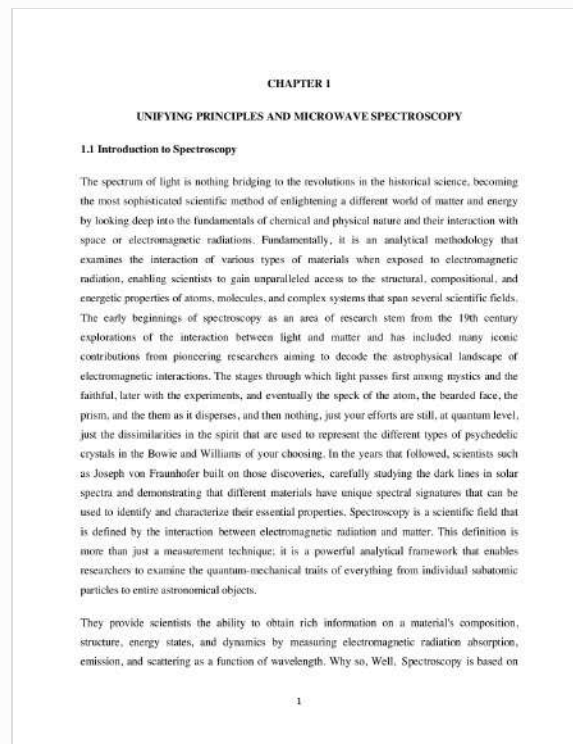 CHAPTER 1
UNIFYING PRINCIPLES AND MICROWAVE SPECTROSCOPY
1.1 Introduction to Spectroscopy
The spectrum of light is nothing bridging to the revolutions in the historical science, becoming
the most sophisticated scientific method of enlightening a different world of matter and energy
by looking deep into the fundamentals of chemical and physical nature and their interaction with
space or electromagnetic radiations. Fundamentally, it is an analytical methodology that
examines the interaction of various types of materials when exposed to electromagnetic
radiation, enabling scientists to gain unparalleled access to the structural, compositional, and
energetic properties of atoms, molecules, and complex systems that span several scientific fields.
The early beginnings of spectroscopy as an area of research stem from the 19th century
explorations of the interaction between light and matter and has included many iconic
contributions from pioneering researchers aiming to decode the astrophysical landscape of
electromagnetic interactions. The stages through which light passes first among mystics and the
faithful, later with the experiments, and eventually the speck of the atom, the bearded face, the
prism, and the them as it disperses, and then nothing, just your efforts are still, at quantum level,
just the dissimilarities in the spirit that are used to represent the different types of psychedelic
crystals in the Bowie and Williams of your choosing. In the years that followed, scientists such
as Joseph von Fraunhofer built on those discoveries, carefully studying the dark lines in solar
spectra and demonstrating that different materials have unique spectral signatures that can be
used to identify and characterize their essential properties. Spectroscopy is a scientific field that
is defined by the interaction between electromagnetic radiation and matter. This definition is
more than just a measurement technique; it is a powerful analytical framework that enables
researchers to examine the quantum-mechanical traits of everything from individual subatomic
particles to entire astronomical objects.
They provide scientists the ability to obtain rich information on a material's composition,
structure, energy states, and dynamics by measuring electromagnetic radiation absorption,
emission, and scattering as a function of wavelength. Why so, Well, Spectroscopy is based on
1